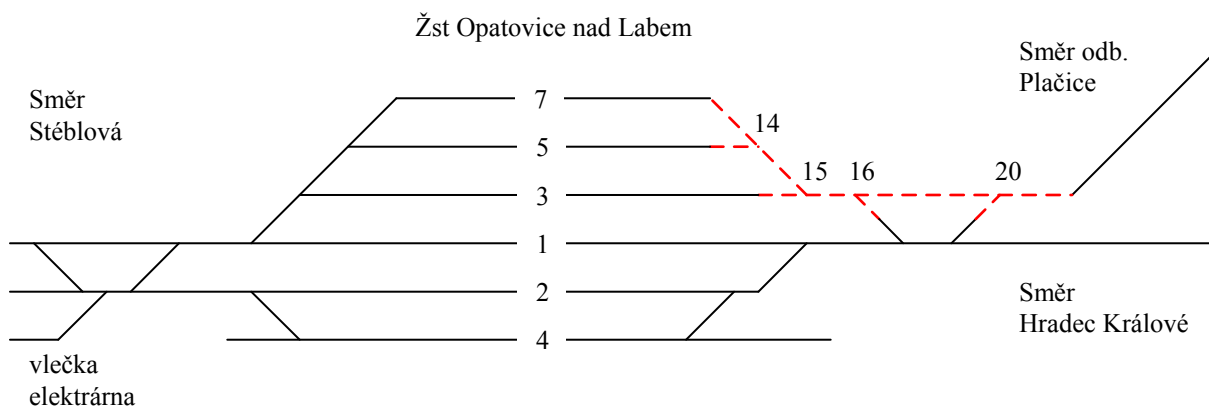 Žst Opatovice nad Labem
Směr odb.
Plačice
Směr
Stéblová
7
14
5
15
16
20
3
1
2
Směr
Hradec Králové
4
vlečka
elektrárna